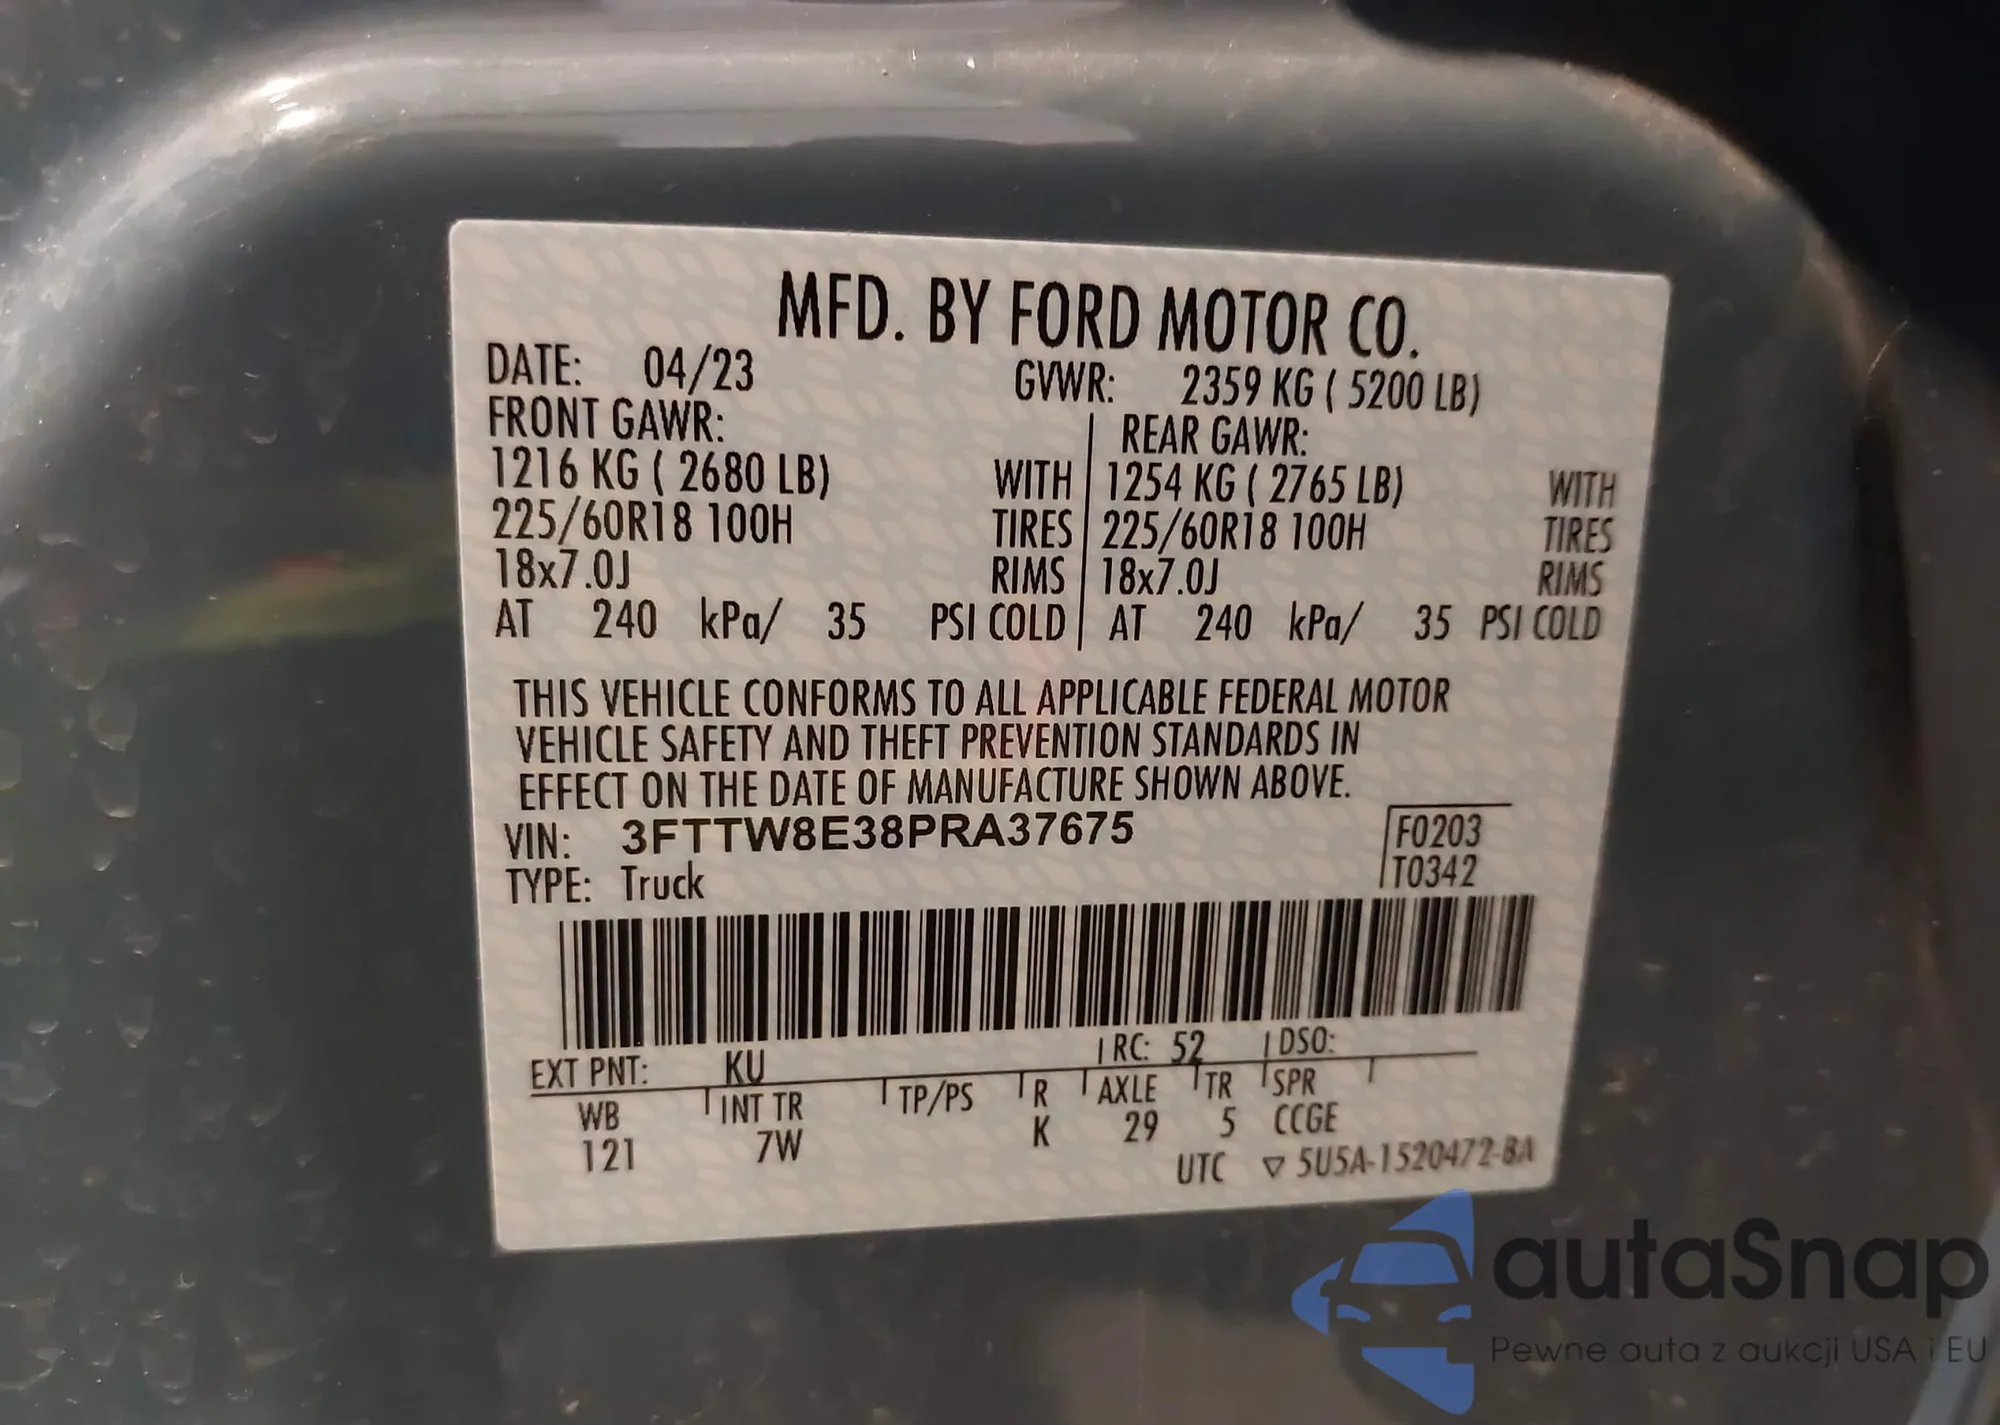 MFD. BY FORD MOTOR CO.
DATE: 04/23 GVWR: 2359 KG ( 5200 LB)
FRONT GAWR: REAR GAWR:
1216 KG ( 2680 LB) WITH 1254 KG ( 2765 LB) WITH
225/60R18 100H TIRES 225/60R18 100H TIRES
18x7.0J RIMS 18x7.0J RIMS
AT 240 kPa/ 35 PSI COLD AT 240 kPa/ 35 PSI COLD
THIS VEHICLE CONFORMS TO ALL APPLICABLE FEDERAL MOTOR
VEHICLE SAFETY AND THEFT PREVENTION STANDARDS IN
EFFECT ON THE DATE OF MANUFACTURE SHOWN ABOVE.
VIN: 3FTTW8E38PRA37675 F0203
TYPE: Truck T0342
EXT PNT: KU RC: 52 DSO:
WB INT TR TP/PS R AXLE TR SPR
121 7W K 29 5 CCGE
UTC ▽ 5U5A-1520472-BA
autaSnap
Pewne auta z aukcji USA i EU